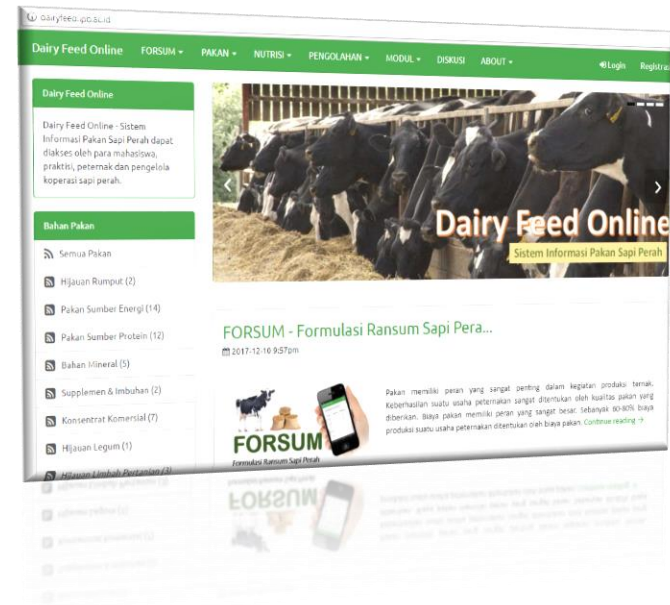 dairyfeed.ipb.ac.id
Dairy Feed Online FORSUM PAKAN NUTRISI PENGOLAHAN MODUL DISKUSI ABOUT Login Registras
Dairy Feed Online
Dairy Feed Online - Sistem
Informasi Pakan Sapi Perah dapat
diakses oleh para mahasiswa,
praktisi, peternak dan pengelola
koperasi sapi perah.
Bahan Pakan
Semua Pakan
Hijauan Rumput (2)
Pakan Sumber Energi (14)
Pakan Sumber Protein (12)
Bahan Mineral (5)
Supplemen & Imbuhan (2)
Konsentrat Komersial (7)
Hijauan Legum (1)
Hijauan Limbah Pertanian (3)
Dairy Feed Online
Sistem Informasi Pakan Sapi Perah
FORSUM - Formulasi Ransum Sapi Pera...
2017-12-10 9:57pm
FORSUM
Formulasi Ransum Sapi Perah
Pakan memiliki peran yang sangat penting dalam kegiatan produksi ternak.
Keberhasilan suatu usaha peternakan sangat ditentukan oleh kualitas pakan yang
diberikan. Biaya pakan memiliki peran yang sangat besar. Sebanyak 60-80% biaya
produksi suatu usaha peternakan ditentukan oleh biaya pakan. Continue reading →